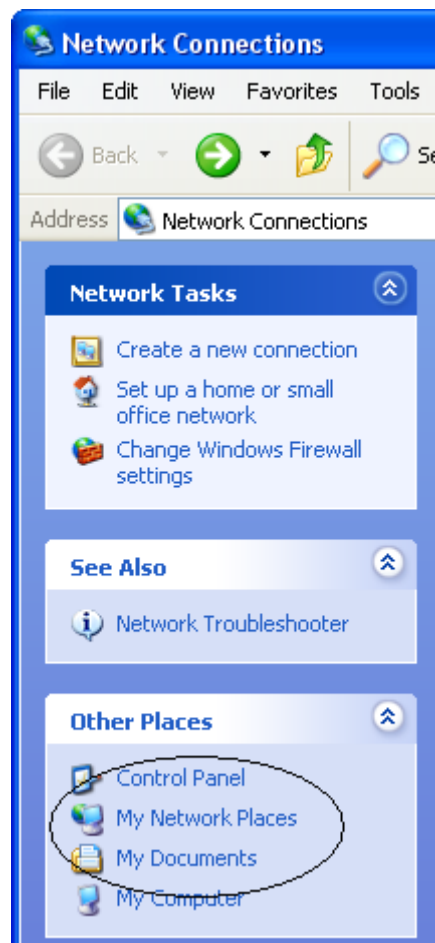 Network Connections
File Edit View Favorites Tools
Back Se
Address Network Connections
Network Tasks
Create a new connection
Set up a home or small
office network
Change Windows Firewall
settings
See Also
Network Troubleshooter
Other Places
Control Panel
My Network Places
My Documents
My Computer